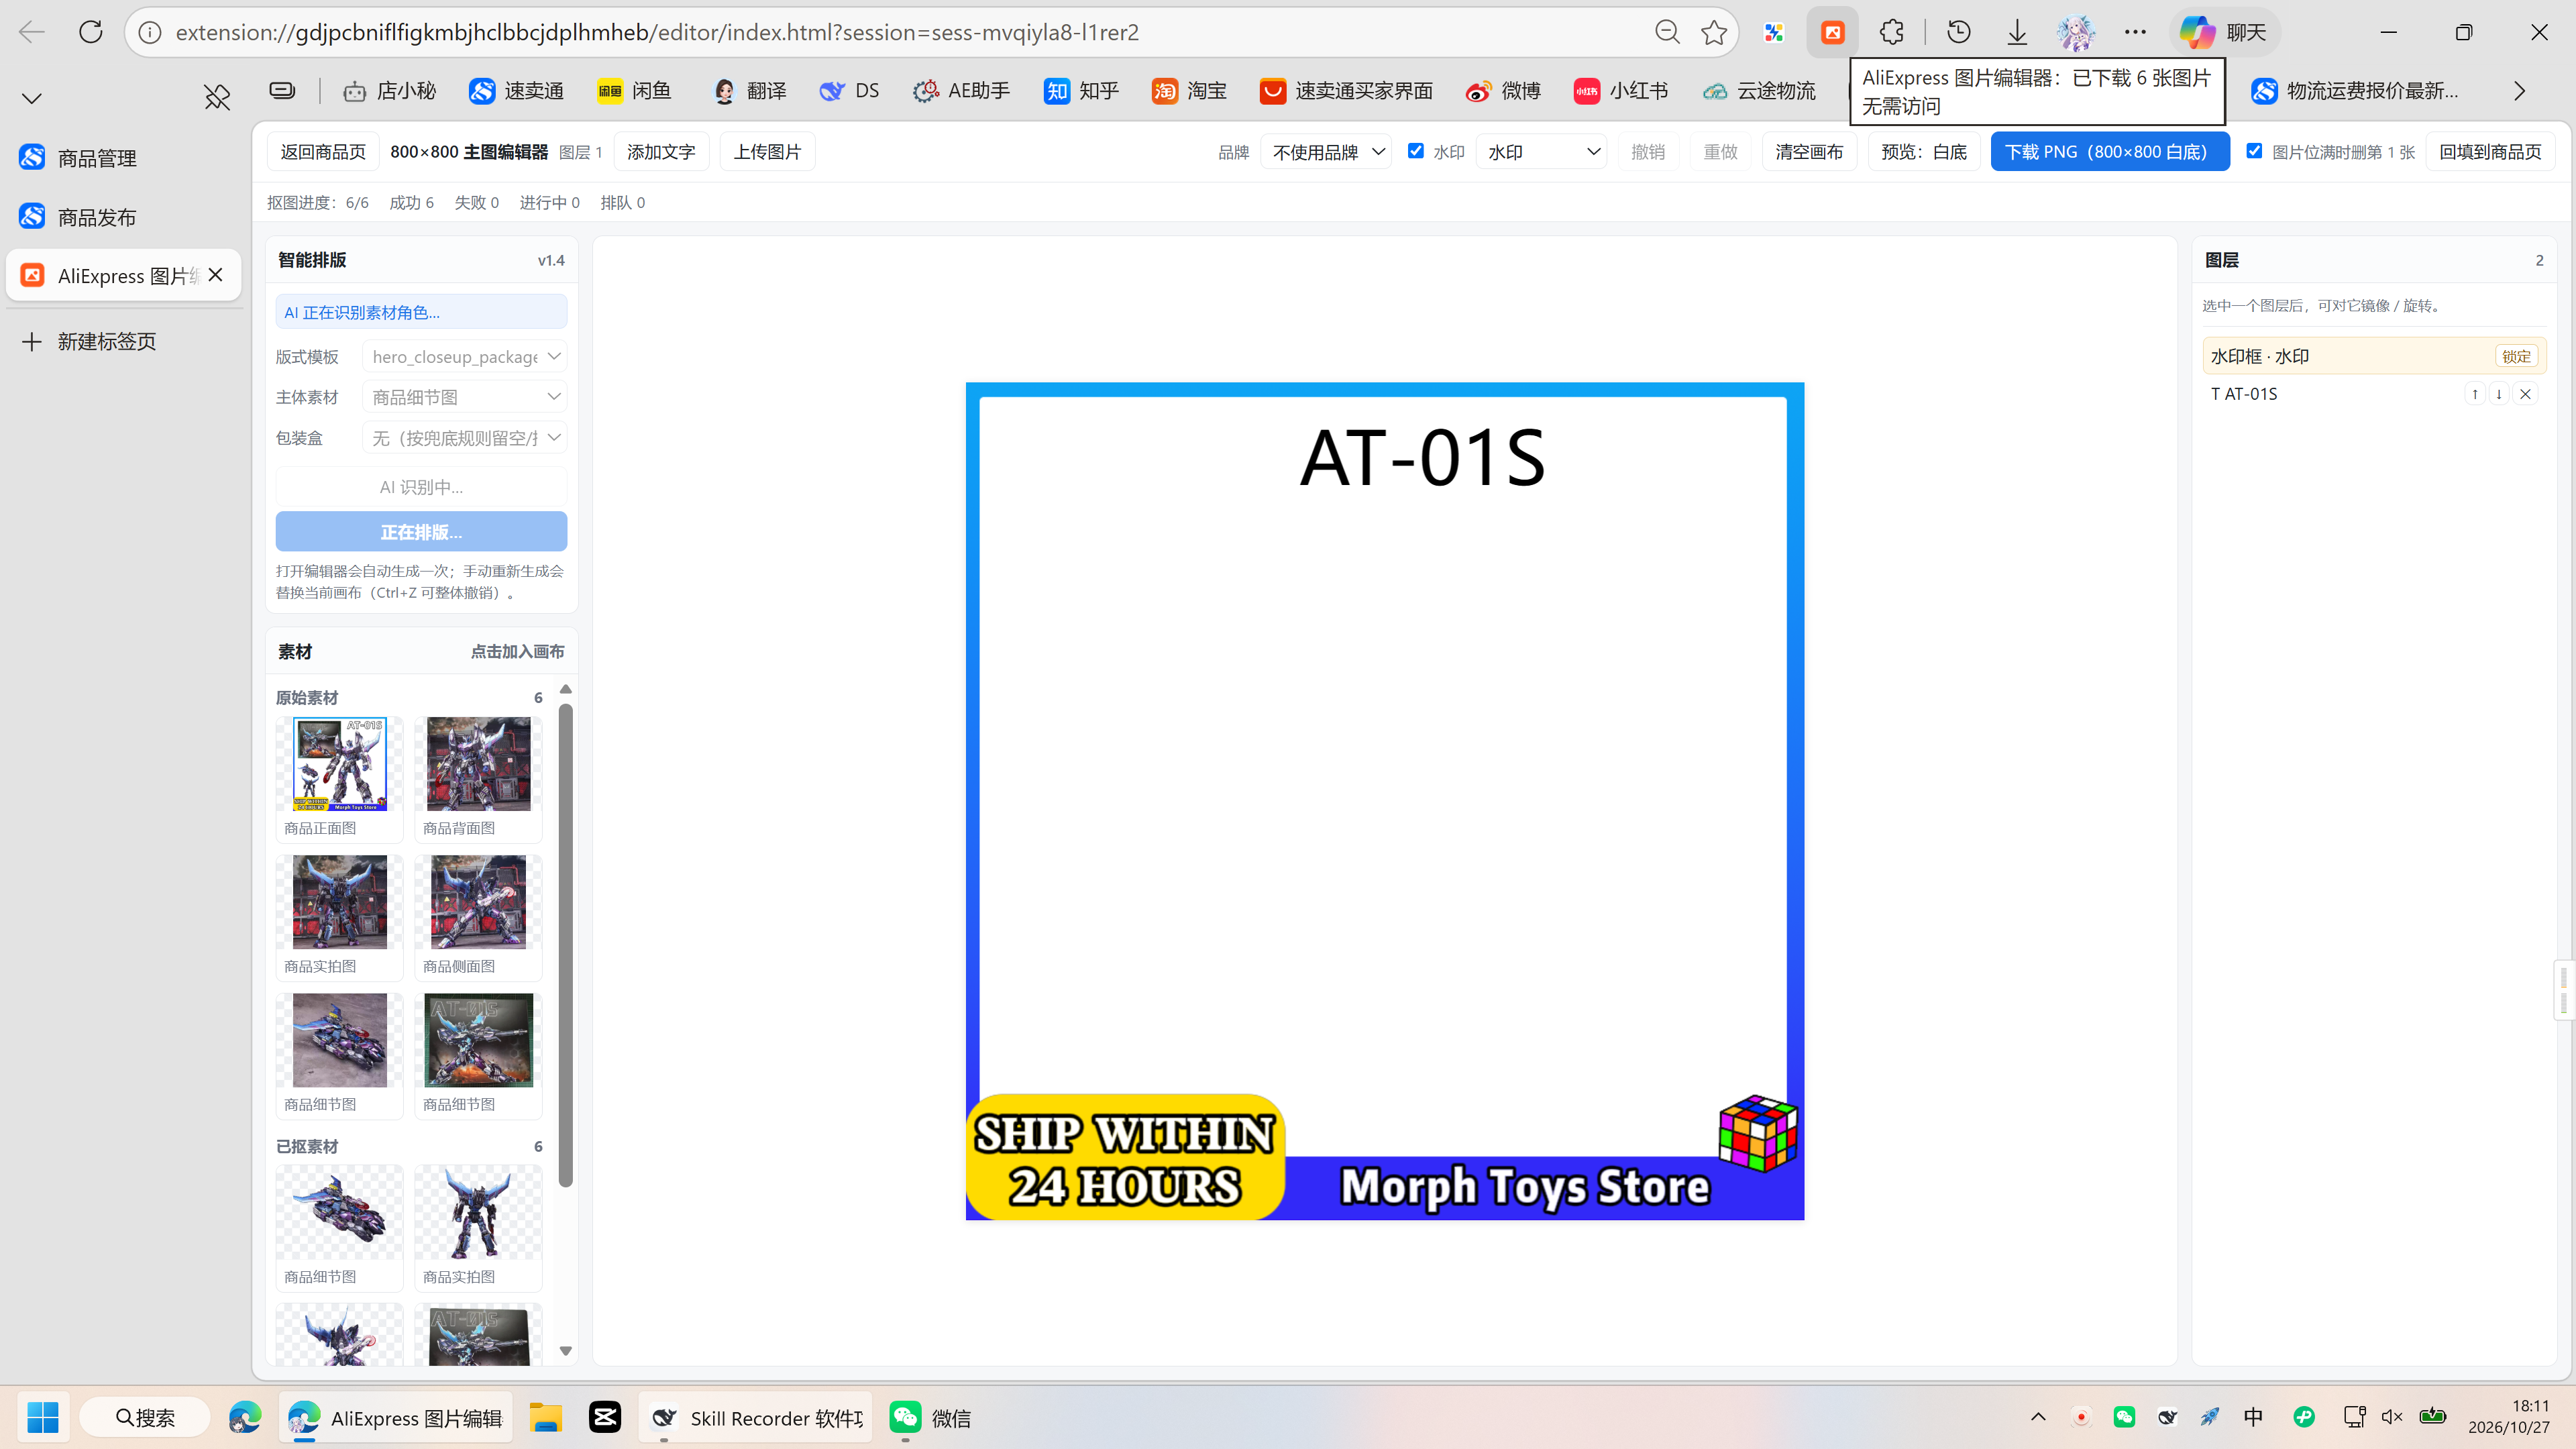 extension://gdjpcbniflfigkmbjhclbbcjdplhmheb/editor/index.html?session=sess-mvqiyla8-l1rer2
聊天
店小秘
速卖通
闲鱼
翻译
DS
AE助手
知乎
淘宝
速卖通买家界面
微博
小红书
云途物流
物流运费报价最新...
AliExpress 图片编辑器：已下载 6 张图片
无需访问
商品管理
商品发布
AliExpress 图片编
新建标签页
返回商品页
800×800 主图编辑器
图层 1
添加文字
上传图片
品牌
不使用品牌
水印
水印
撤销
重做
清空画布
预览：白底
下载 PNG（800×800 白底）
图片位满时删第 1 张
回填到商品页
抠图进度：6/6
成功 6
失败 0
进行中 0
排队 0
智能排版
v1.4
AI 正在识别素材角色...
版式模板
hero_closeup_package
主体素材
商品细节图
包装盒
无（按兜底规则留空/
AI 识别中...
正在排版...
打开编辑器会自动生成一次；手动重新生成会
替换当前画布（Ctrl+Z 可整体撤销）。
素材
点击加入画布
原始素材
6
AT-01S
SHIP WITHIN
24 HOURS
Morph Toys Store
商品正面图
商品背面图
商品实拍图
商品侧面图
AT-01S
商品细节图
商品细节图
已抠素材
6
商品细节图
商品实拍图
AT-01S
AT-01S
SHIP WITHIN
24 HOURS
Morph Toys Store
图层
2
选中一个图层后，可对它镜像 / 旋转。
水印框 · 水印
锁定
T AT-01S
↑
↓
搜索
AliExpress 图片编辑
Skill Recorder 软件
微信
中
18:11
2026/10/27